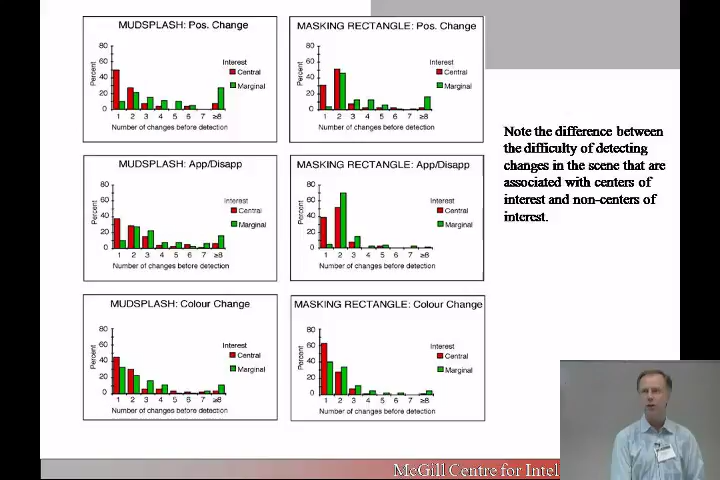 MUDSPLASH: Pos. Change
80
60
40
20
0
Percent
Interest
Central
Marginal
1 2 3 4 5 6 7 ≥8
Number of changes before detection
MASKING RECTANGLE: Pos. Change
80
60
40
20
0
Percent
Interest
Central
Marginal
1 2 3 4 5 6 7 ≥8
Number of changes before detection
Note the difference between
the difficulty of detecting
changes in the scene that are
associated with centers of
interest and non-centers of
interest.
MUDSPLASH: App/Disapp
80
60
40
20
0
Percent
Interest
Central
Marginal
1 2 3 4 5 6 7 ≥8
Number of changes before detection
MASKING RECTANGLE: App/Disapp
80
60
40
20
0
Percent
Interest
Central
Marginal
1 2 3 4 5 6 7 ≥8
Number of changes before detection
MUDSPLASH: Colour Change
80
60
40
20
0
Percent
Interest
Central
Marginal
1 2 3 4 5 6 7 ≥8
Number of changes before detection
MASKING RECTANGLE: Colour Change
80
60
40
20
0
Percent
Interest
Central
Marginal
1 2 3 4 5 6 7 ≥8
Number of changes before detection
McGill Centre for Intel